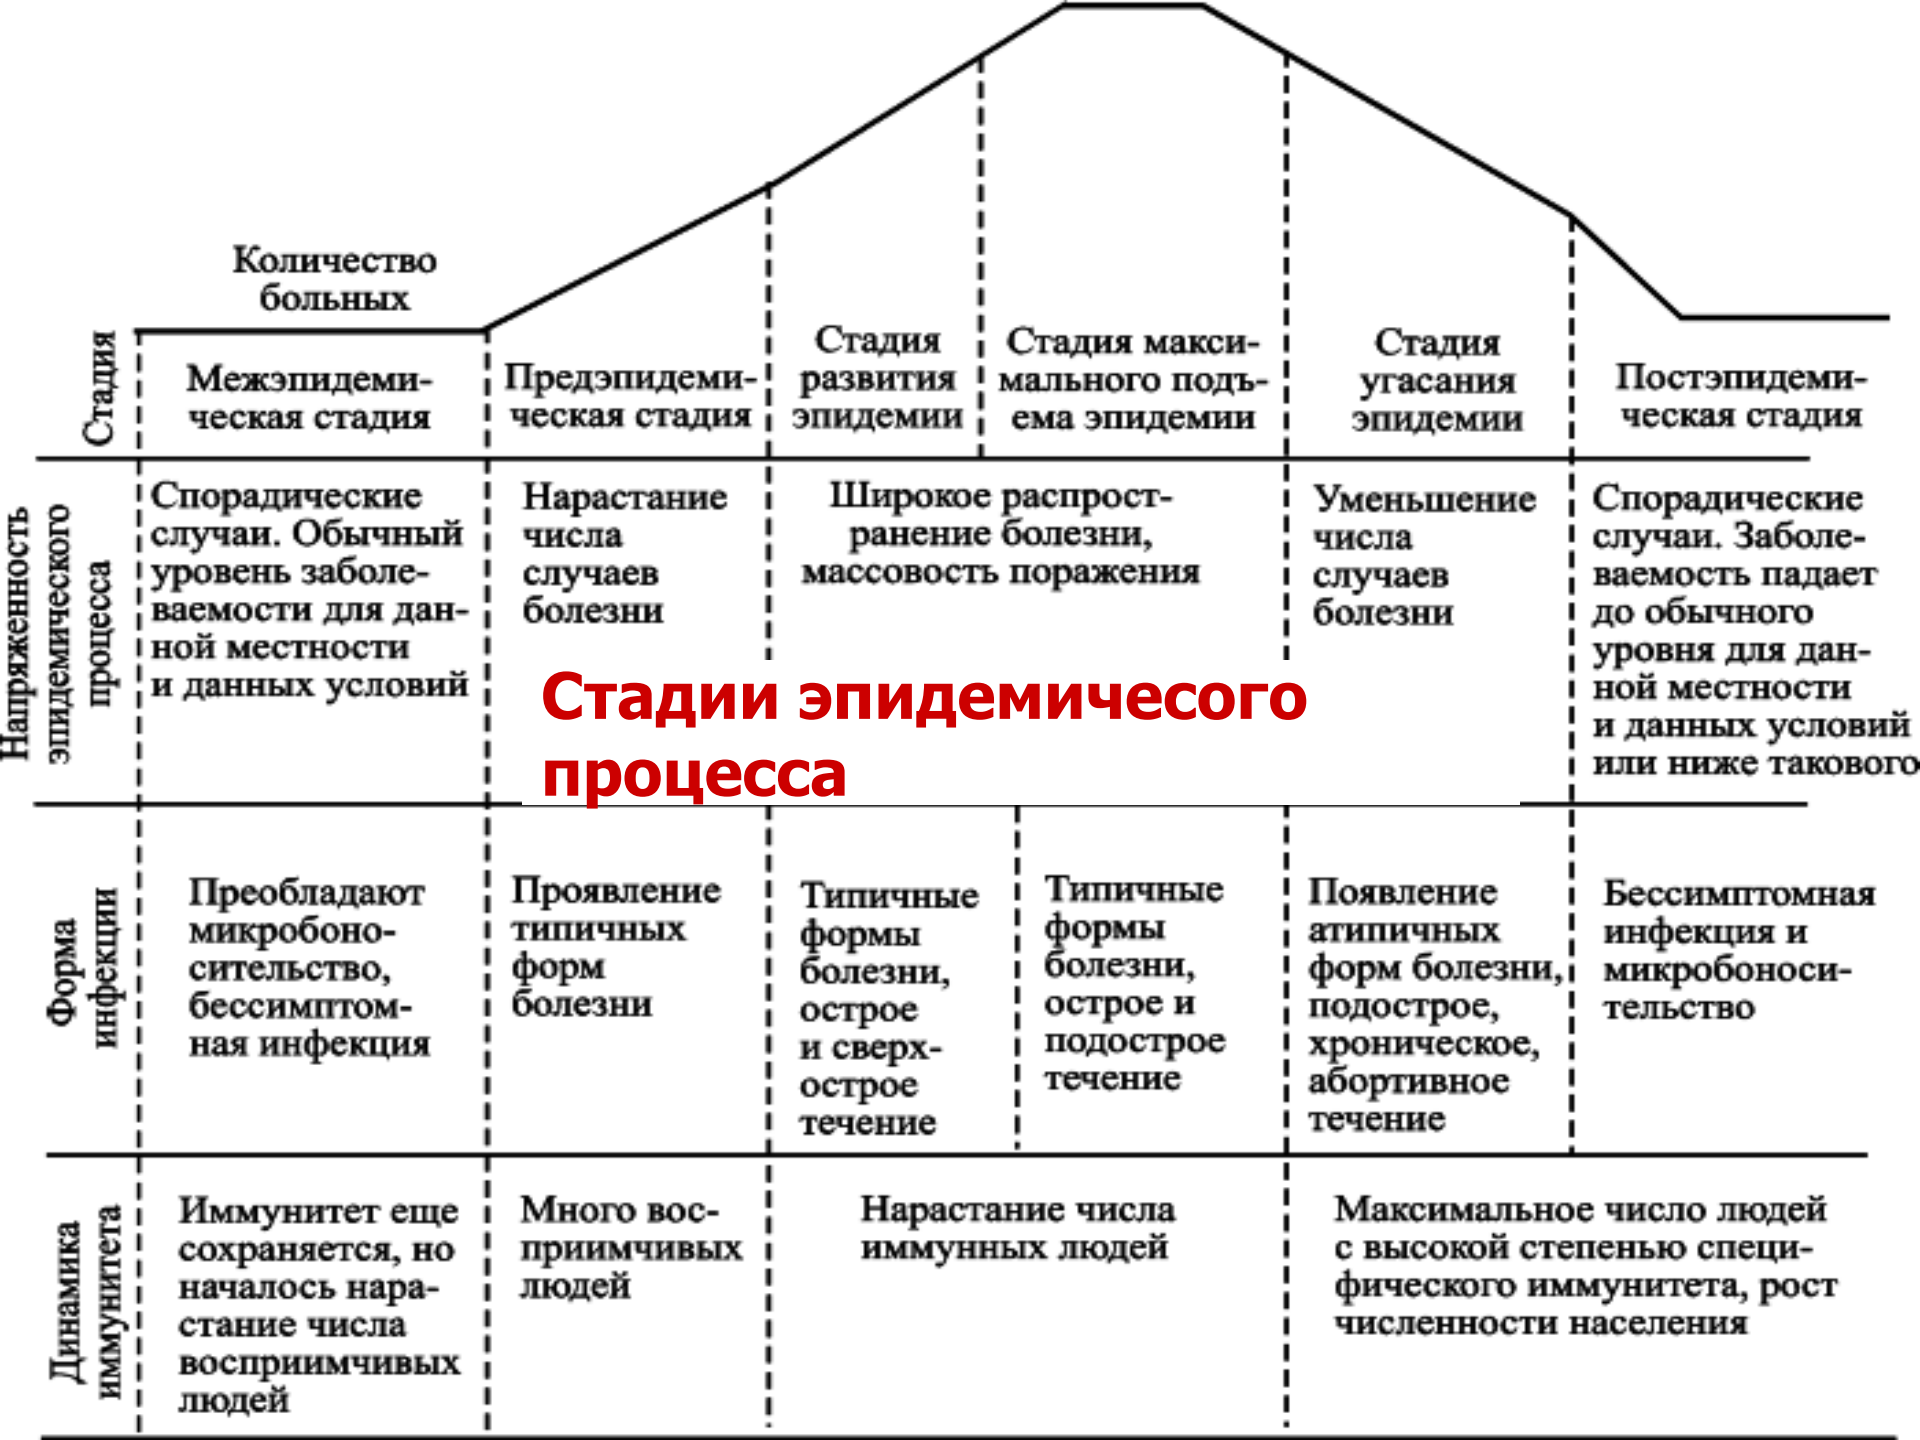 Количество
больных
Стадия
Межэпидеми-
ческая стадия
Предэпидеми-
ческая стадия
Стадия
развития
эпидемии
Стадия макси-
мального подъ-
ема эпидемии
Стадия
угасания
эпидемии
Постэпидеми-
ческая стадия
Напряженность
эпидемического
процесса
Спорадические
случаи. Обычный
уровень заболе-
ваемости для дан-
ной местности
и данных условий
Нарастание
числа
случаев
болезни
Широкое распрост-
ранение болезни,
массовость поражения
Уменьшение
числа
случаев
болезни
Спорадические
случаи. Заболе-
ваемость падает
до обычного
уровня для дан-
ной местности
и данных условий
или ниже такового
Стадии эпидемичесого
процесса
Форма
инфекции
Преобладают
микробоно-
сительство,
бессимптом-
ная инфекция
Проявление
типичных
форм
болезни
Типичные
формы
болезни,
острое
и сверх-
острое
течение
Типичные
формы
болезни,
острое и
подострое
течение
Появление
атипичных
форм болезни,
подострое,
хроническое,
абортивное
течение
Бессимптомная
инфекция и
микробоноси-
тельство
Динамика
иммунитета
Иммунитет еще
сохраняется, но
началось нара-
стание числа
восприимчивых
людей
Много вос-
приимчивых
людей
Нарастание числа
иммунных людей
Максимальное число людей
с высокой степенью специ-
фического иммунитета, рост
численности населения